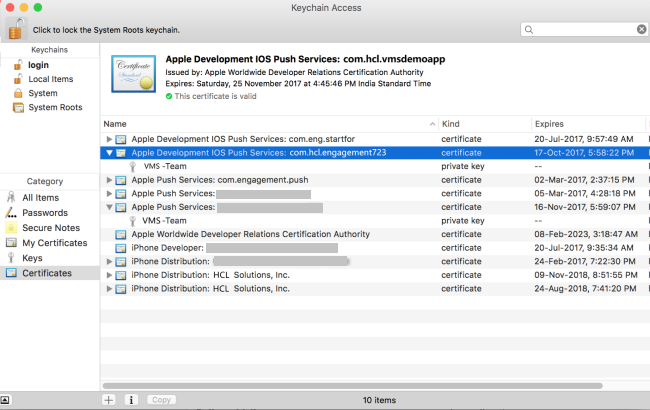 Keychain Access
Click to lock the System Roots keychain.
Keychains
login
Local Items
System
System Roots
Category
All Items
Passwords
Secure Notes
My Certificates
Keys
Certificates
Certificate
Standard
Apple Development IOS Push Services: com.hcl.vmsdemoapp
Issued by: Apple Worldwide Developer Relations Certification Authority
Expires: Saturday, 25 November 2017 at 4:45:46 PM India Standard Time
This certificate is valid
Name Kind Expires
Apple Development IOS Push Services: com.eng.startfor certificate 20-Jul-2017, 9:57:49 AM
Apple Development IOS Push Services: com.hcl.engagement723 certificate 17-Oct-2017, 5:58:22 PM
VMS -Team private key --
Apple Push Services: com.engagement.push certificate 02-Mar-2017, 2:37:15 PM
Apple Push Services: certificate 05-Mar-2017, 4:28:18 PM
Apple Push Services: certificate 16-Nov-2017, 5:59:07 PM
VMS -Team private key --
Apple Worldwide Developer Relations Certification Authority certificate 08-Feb-2023, 3:18:47 AM
iPhone Developer: certificate 20-Jul-2017, 9:35:34 AM
iPhone Distribution: certificate 24-Feb-2017, 7:22:30 PM
iPhone Distribution: HCL Solutions, Inc. certificate 09-Nov-2018, 8:51:55 PM
iPhone Distribution: HCL Solutions, Inc. certificate 24-Aug-2018, 7:41:20 PM
Copy
10 items